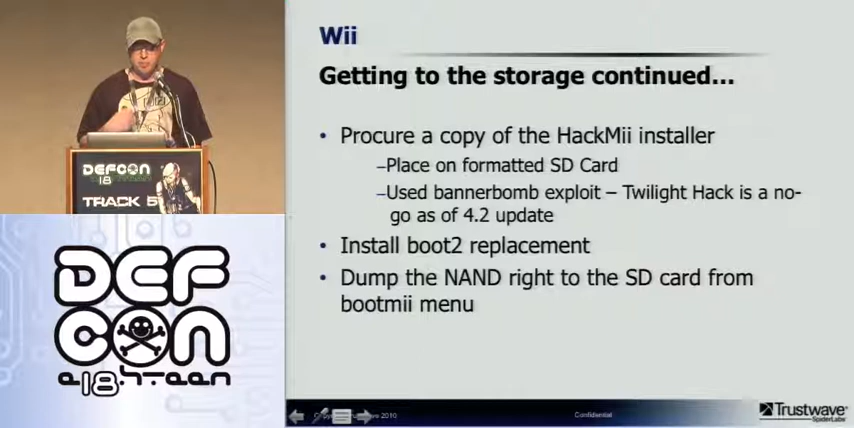 Wii
Getting to the storage continued...
• Procure a copy of the HackMii installer
–Place on formatted SD Card
–Used bannerbomb exploit – Twilight Hack is a no-
go as of 4.2 update
• Install boot2 replacement
• Dump the NAND right to the SD card from
bootmii menu
2010
Confidential
Trustwave
SpiderLabs
DEFCON
18
TRACK 5
DEF
CON
18